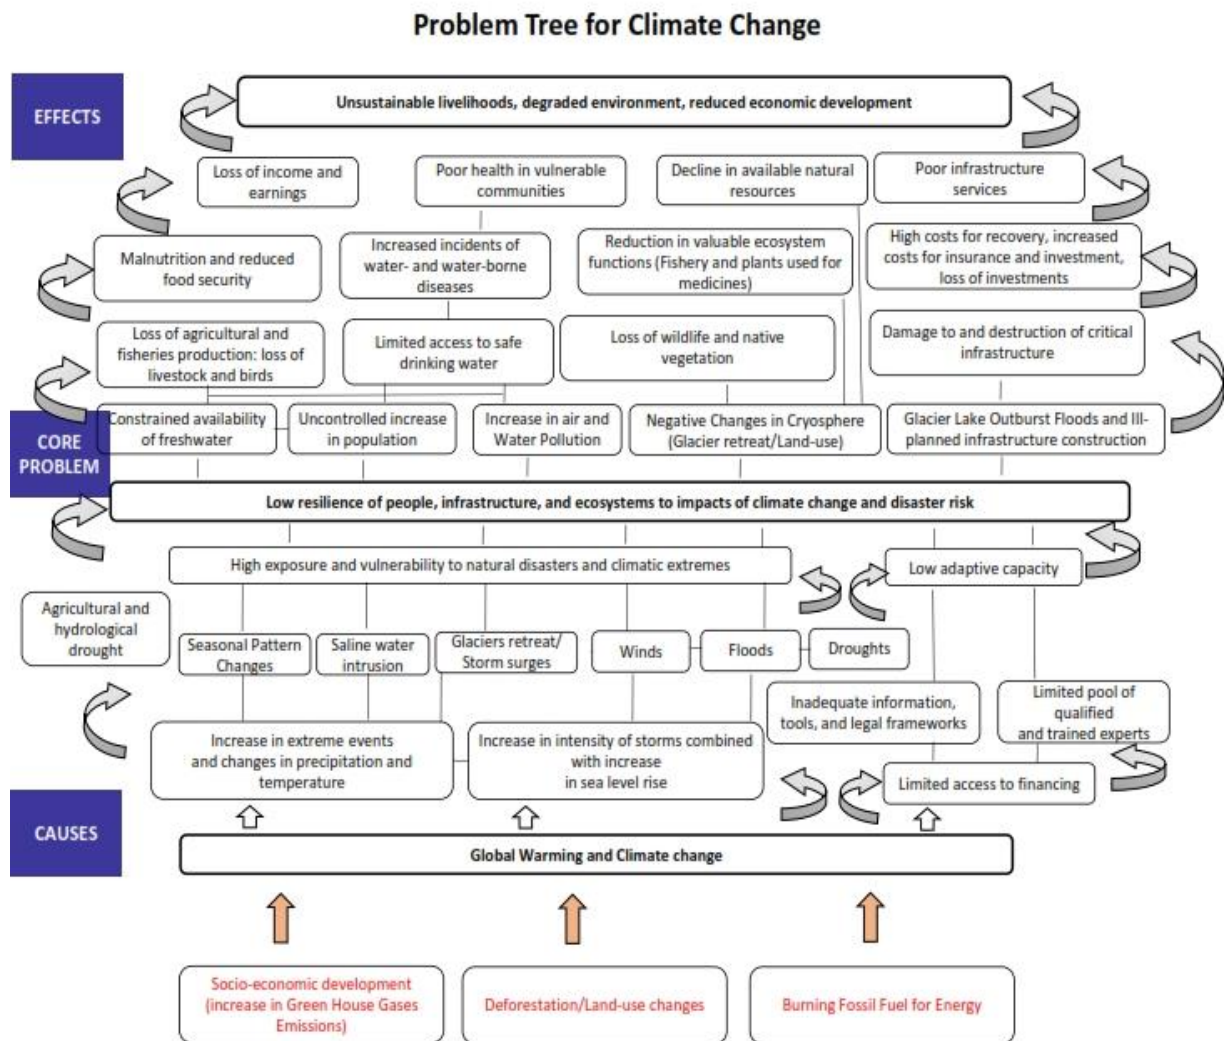 Problem Tree for Climate Change
EFFECTS
Unsustainable livelihoods, degraded environment, reduced economic development
Loss of income and
earnings
Poor health in vulnerable
communities
Decline in available natural
resources
Poor infrastructure
services
Malnutrition and reduced
food security
Increased incidents of
water- and water-borne
diseases
Reduction in valuable ecosystem
functions (Fishery and plants used for
medicines)
High costs for recovery, increased
costs for insurance and investment,
loss of investments
Loss of agricultural and
fisheries production: loss of
livestock and birds
Limited access to safe
drinking water
Loss of wildlife and native
vegetation
Damage to and destruction of critical
infrastructure
CORE
PROBLEM
Constrained availability
of freshwater
Uncontrolled increase
in population
Increase in air and
Water Pollution
Negative Changes in Cryosphere
(Glacier retreat/Land-use)
Glacier Lake Outburst Floods and Ill-
planned infrastructure construction
Low resilience of people, infrastructure, and ecosystems to impacts of climate change and disaster risk
High exposure and vulnerability to natural disasters and climatic extremes
Low adaptive capacity
Agricultural and
hydrological
drought
Seasonal Pattern
Changes
Saline water
intrusion
Glaciers retreat/
Storm surges
Winds
Floods
Droughts
Inadequate information,
tools, and legal frameworks
Limited pool of
qualified
and trained experts
Increase in extreme events
and changes in precipitation and
temperature
Increase in intensity of storms combined
with increase
in sea level rise
Limited access to financing
CAUSES
Global Warming and Climate change
Socio-economic development
(increase in Green House Gases
Emissions)
Deforestation/Land-use changes
Burning Fossil Fuel for Energy